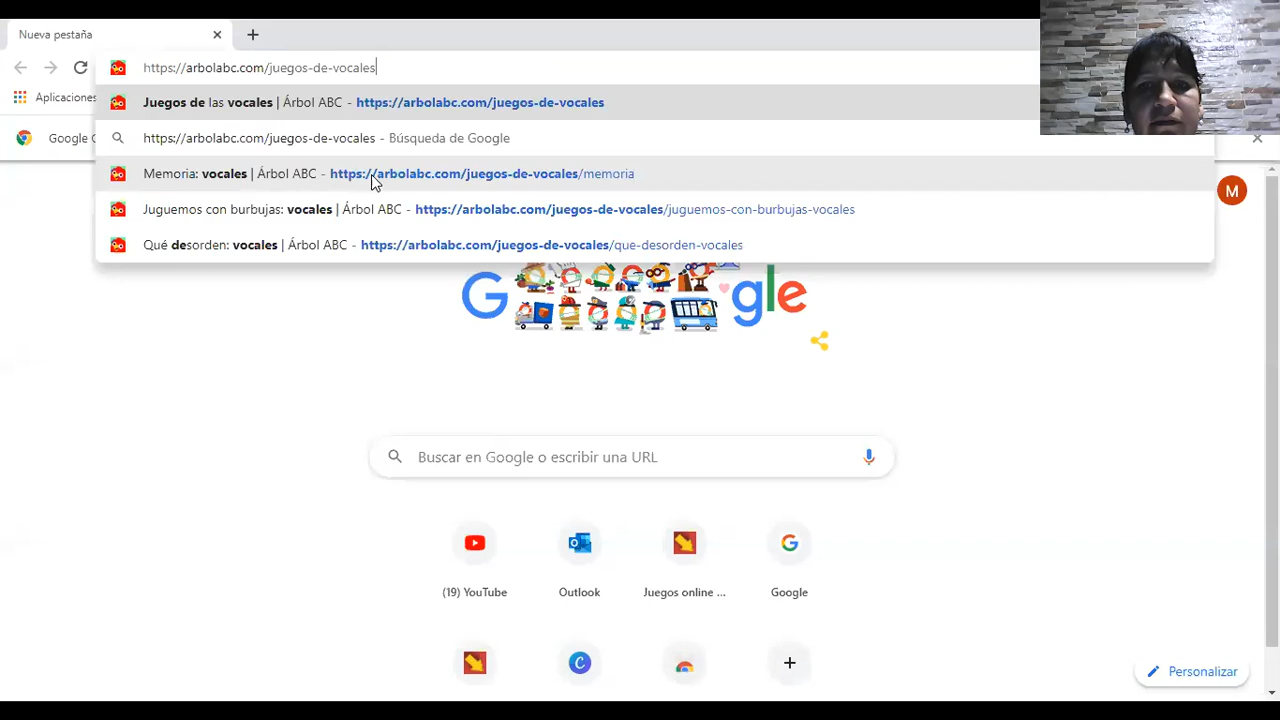 Nueva pestaña
https://arbolabc.com/juegos-de-vocales
Aplicaciones
Juegos de las vocales | Árbol ABC - https://arbolabc.com/juegos-de-vocales
Google
https://arbolabc.com/juegos-de-vocales - Búsqueda de Google
Memoria: vocales | Árbol ABC - https://arbolabc.com/juegos-de-vocales/memoria
M
Juguemos con burbujas: vocales | Árbol ABC - https://arbolabc.com/juegos-de-vocales/juguemos-con-burbujas-vocales
Qué desorden: vocales | Árbol ABC - https://arbolabc.com/juegos-de-vocales/que-desorden-vocales
G gle
Buscar en Google o escribir una URL
(19) YouTube
Outlook
Juegos online ...
Google
Personalizar